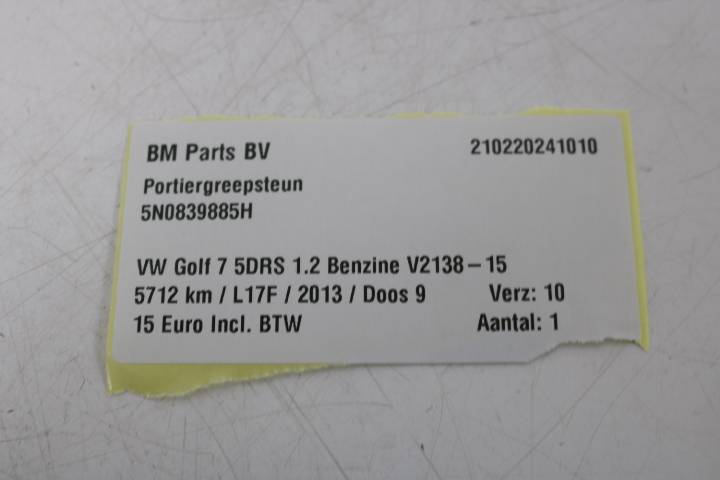 BM Parts BV 210220241010
Portiergreepsteun
5N0839885H
VW Golf 7 5DRS 1.2 Benzine V2138-15
5712 km / L17F / 2013 / Doos 9 Verz: 10
15 Euro Incl. BTW Aantal: 1